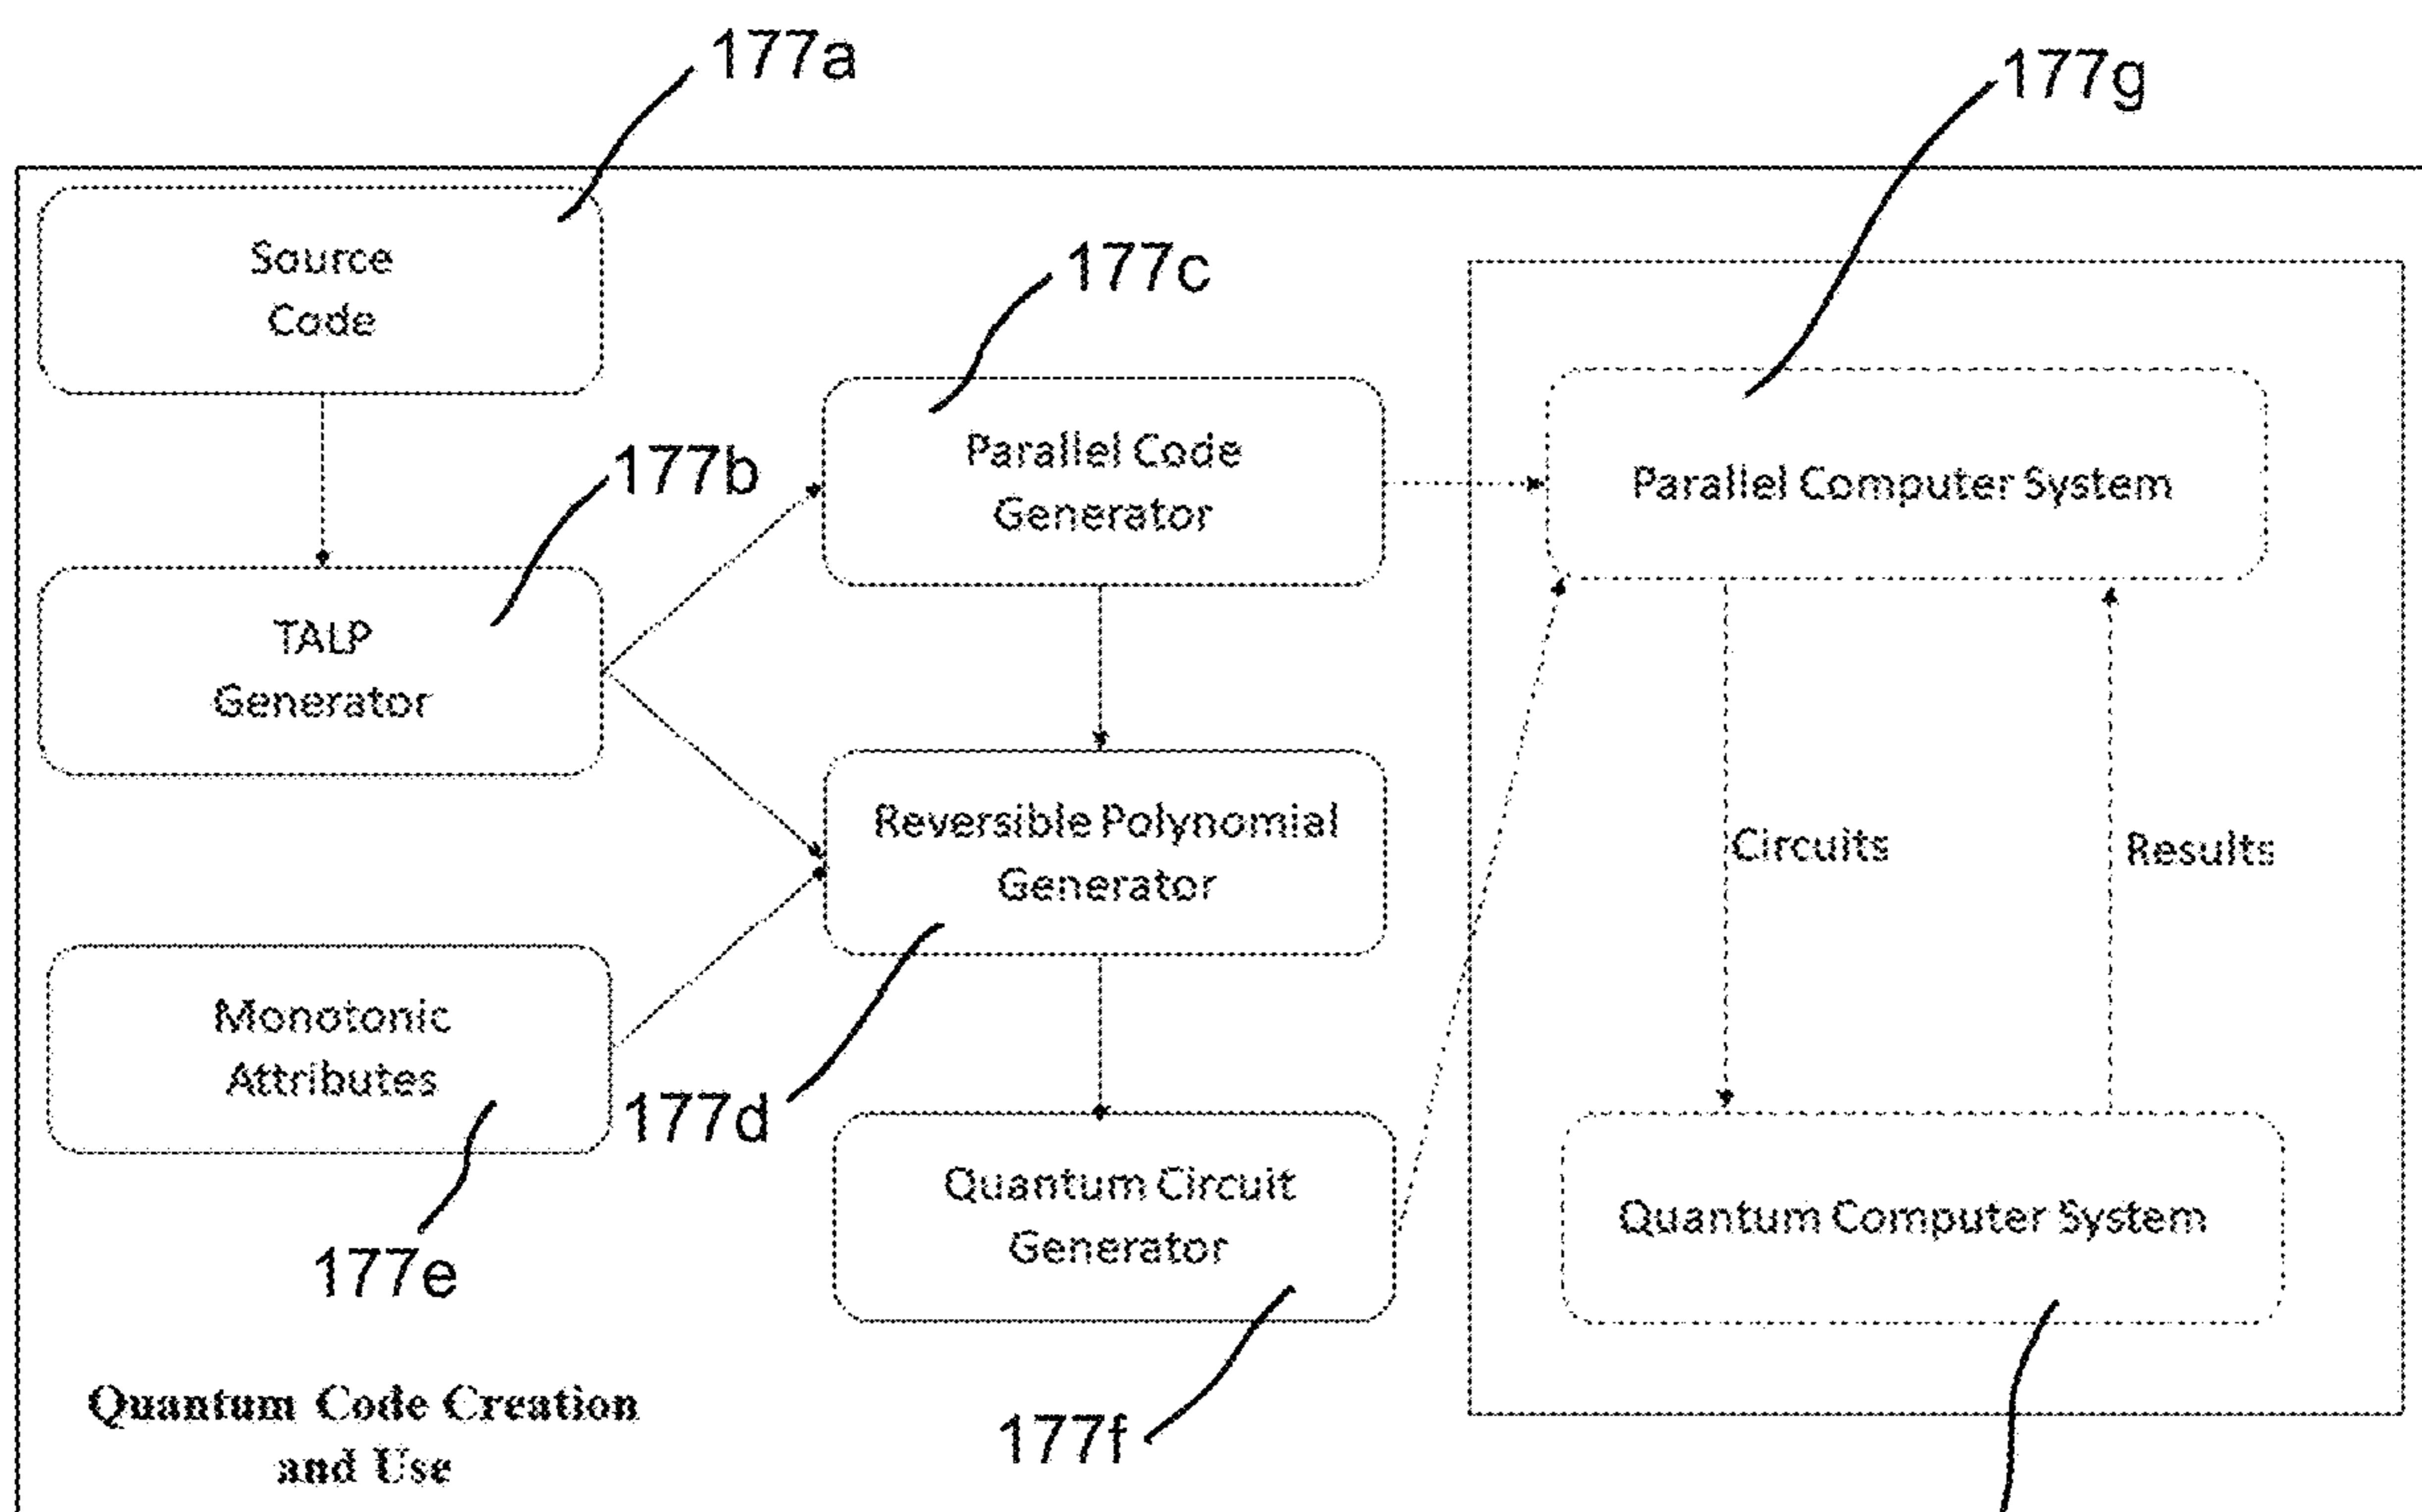 177a
177g
Source
Code
177c
Parallel Code
Generator
177b
Parallel Computer System
TALP
Generator
Reversible Polynomial
Generator
Circuits
Results
Monotonic
Attributes
177d
Quantum Circuit
Generator
Quantum Computer System
177e
177f
Quantum Code Creation
and Use